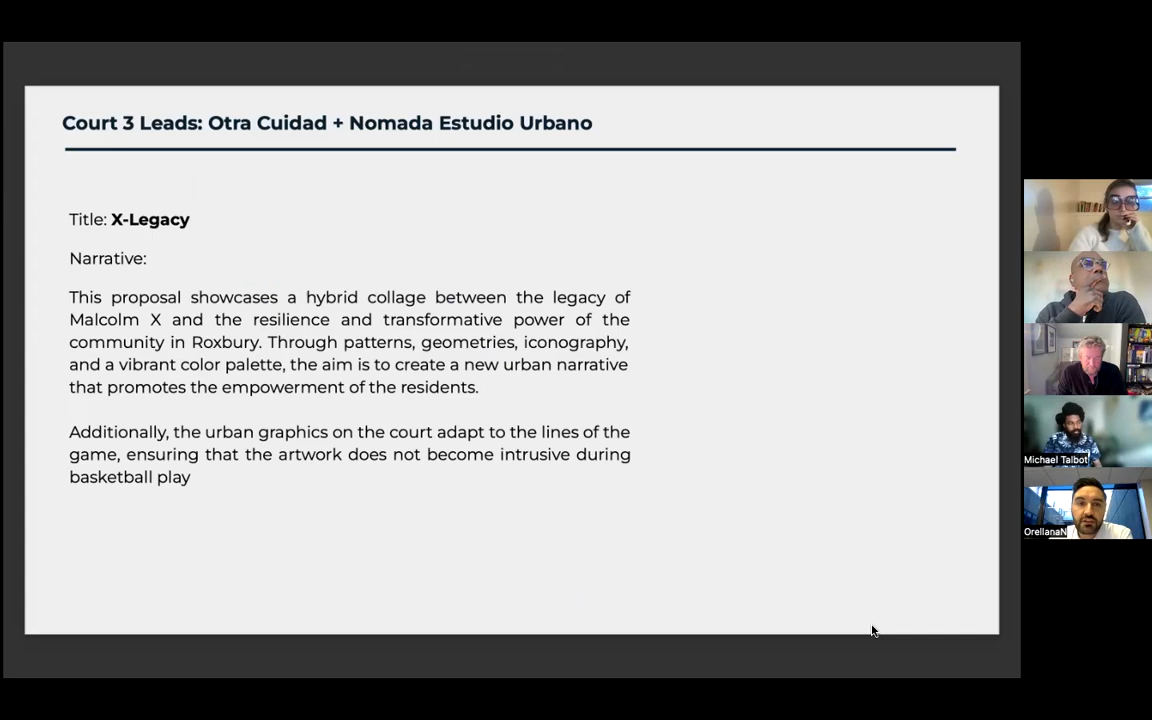 Court 3 Leads: Otra Cuidad + Nomada Estudio Urbano
Title: X-Legacy
Narrative:
This proposal showcases a hybrid collage between the legacy of
Malcolm X and the resilience and transformative power of the
community in Roxbury. Through patterns, geometries, iconography,
and a vibrant color palette, the aim is to create a new urban narrative
that promotes the empowerment of the residents.
Additionally, the urban graphics on the court adapt to the lines of the
game, ensuring that the artwork does not become intrusive during
basketball play
Michael Talbot
OrellanaN